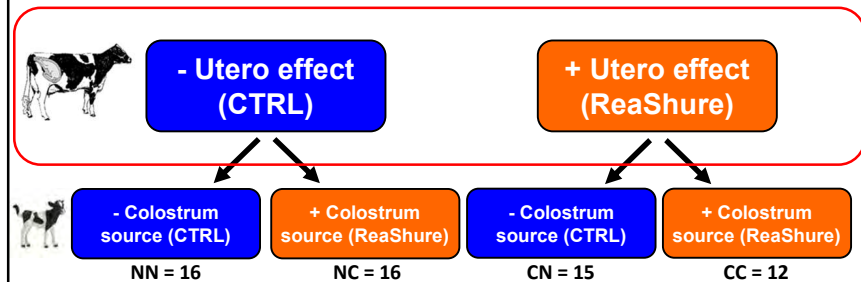 - Utero effect
(CTRL)
+ Utero effect
(ReaShure)
- Colostrum
source (CTRL)
+ Colostrum
source (ReaShure)
- Colostrum
source (CTRL)
+ Colostrum
source (ReaShure)
NN = 16
NC = 16
CN = 15
CC = 12